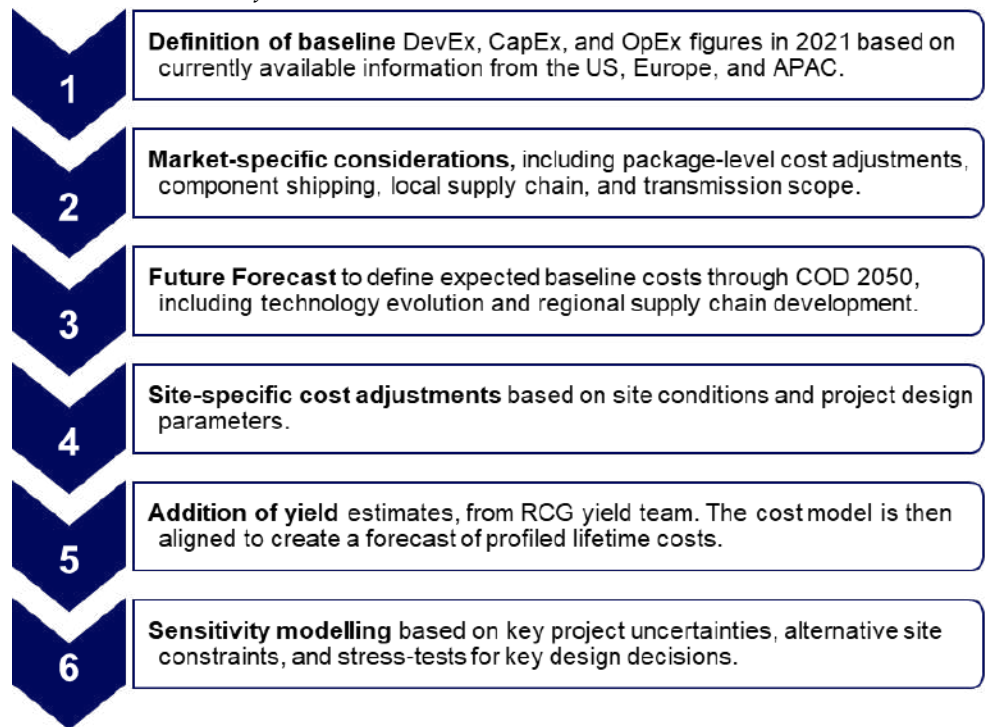 1
Definition of baseline DevEx, CapEx, and OpEx figures in 2021 based on
currently available information from the US, Europe, and APAC.
2
Market-specific considerations, including package-level cost adjustments,
component shipping, local supply chain, and transmission scope.
3
Future Forecast to define expected baseline costs through COD 2050,
including technology evolution and regional supply chain development.
4
Site-specific cost adjustments based on site conditions and project design
parameters.
5
Addition of yield estimates, from RCG yield team. The cost model is then
aligned to create a forecast of profiled lifetime costs.
6
Sensitivity modelling based on key project uncertainties, alternative site
constraints, and stress-tests for key design decisions.